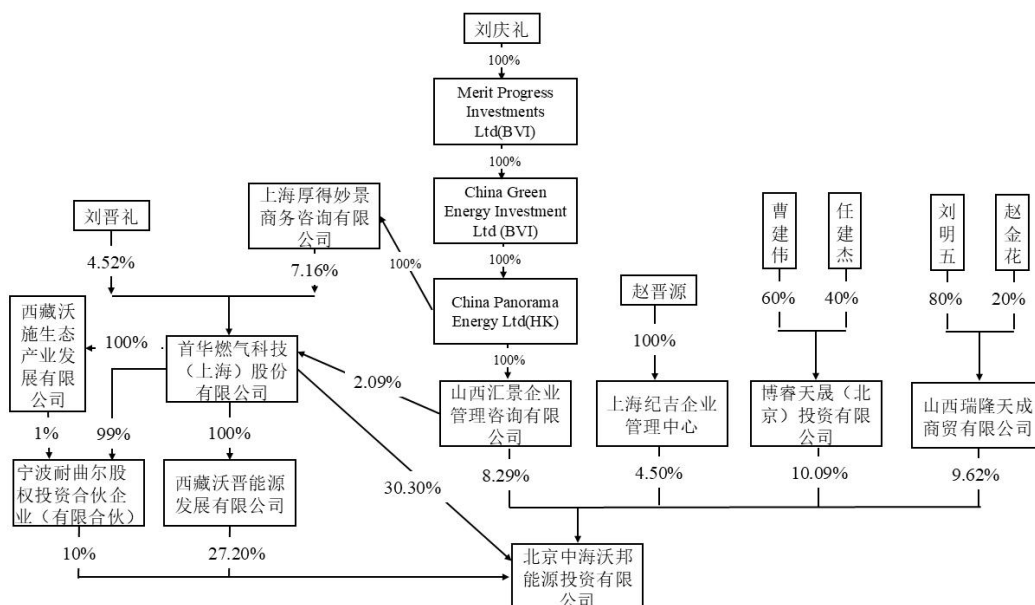 刘庆礼
100%
Merit Progress
Investments
Ltd(BVI)
100%
China Green
Energy Investment
Ltd (BVI)
100%
China Panorama
Energy Ltd(HK)
100%
100%
上海厚得妙景
商务咨询有限
公司
7.16%
刘晋礼
4.52%
西藏沃
施生态
产业发
展有限
公司
100%
首华燃气科技
（上海）股份
有限公司
2.09%
山西汇景企业
管理咨询有限
公司
8.29%
赵晋源
100%
上海纪吉企业
管理中心
4.50%
曹建伟
60%
任建杰
40%
博睿天晟（北
京）投资有限
公司
10.09%
刘明五
80%
赵金花
20%
山西瑞隆天成
商贸有限公司
9.62%
1%
99%
100%
宁波耐曲尔股
权投资合伙企
业（有限合伙）
西藏沃晋能源
发展有限公司
30.30%
10%
27.20%
北京中海沃邦
能源投资有限
公司